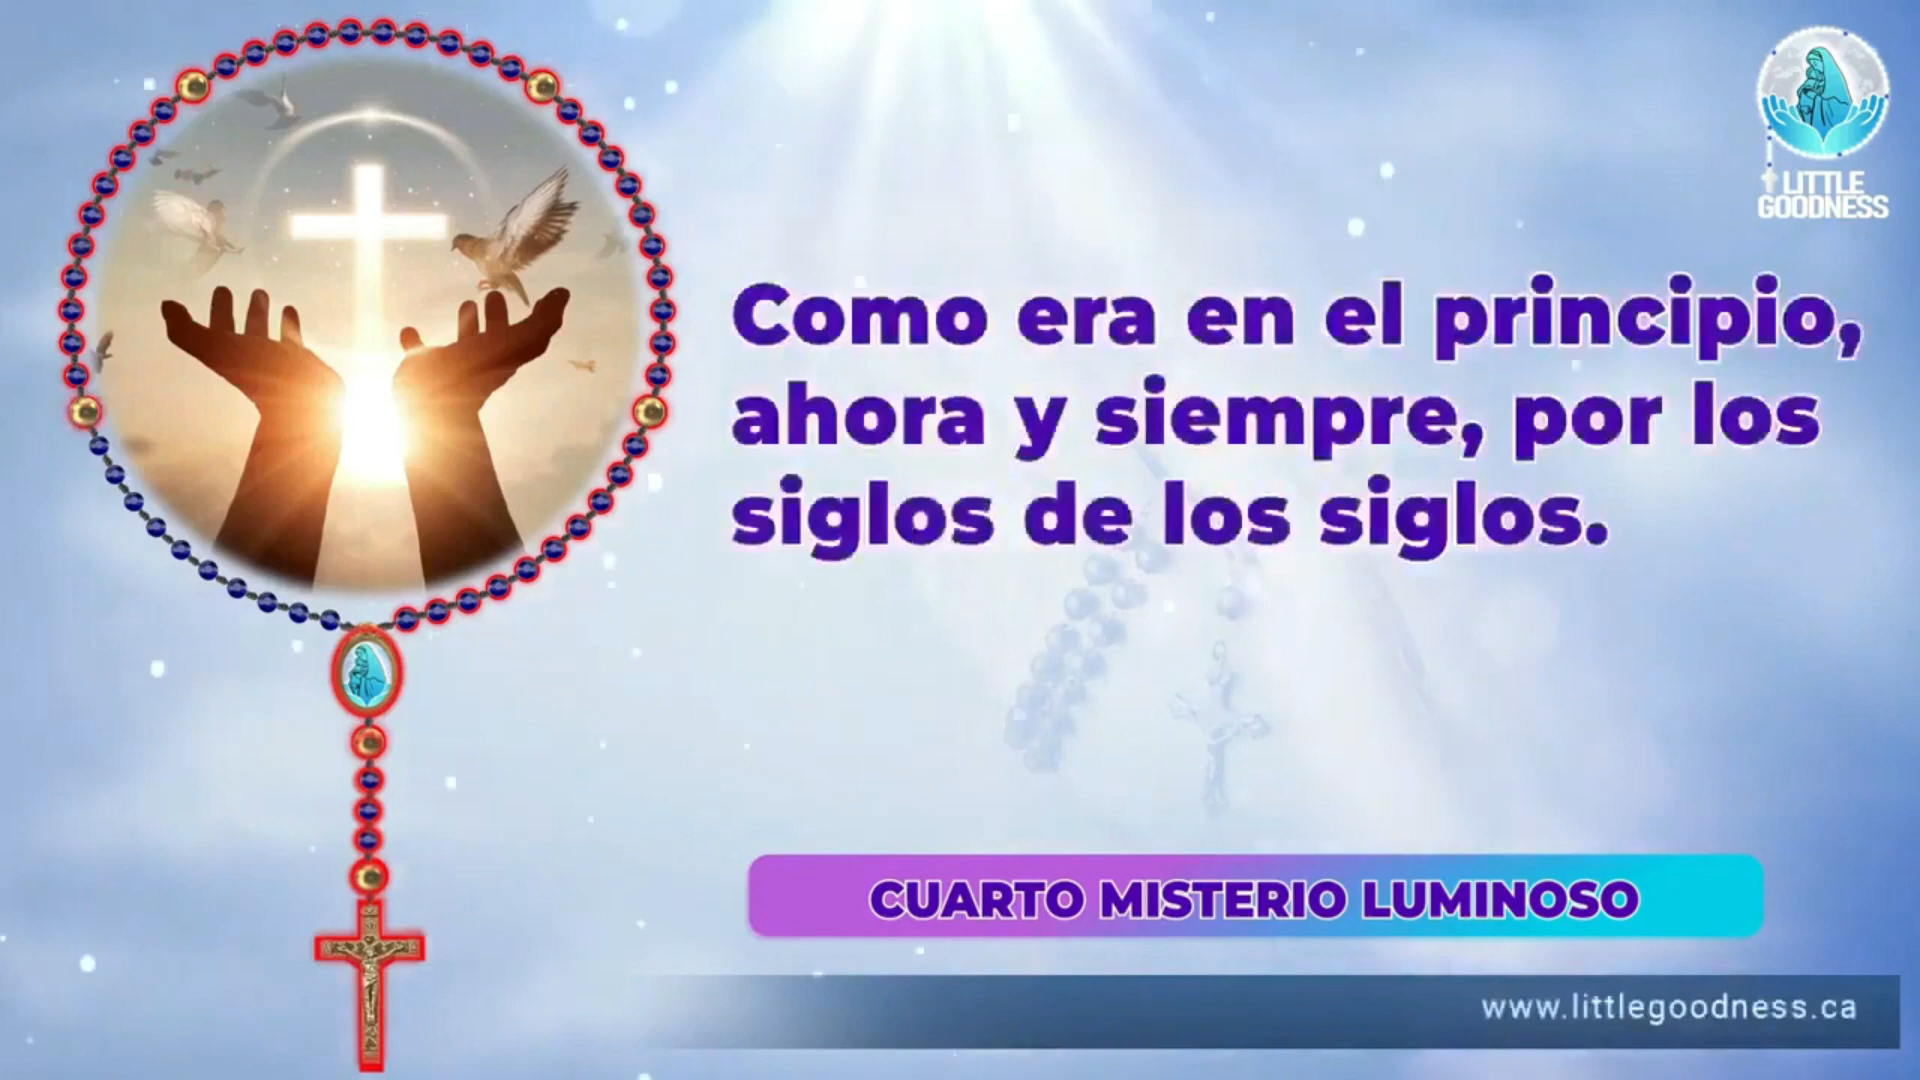 LITTLE
GOODNESS
Como era en el principio,
ahora y siempre, por los
siglos de los siglos.
CUARTO MISTERIO LUMINOSO
www.littlegoodness.ca